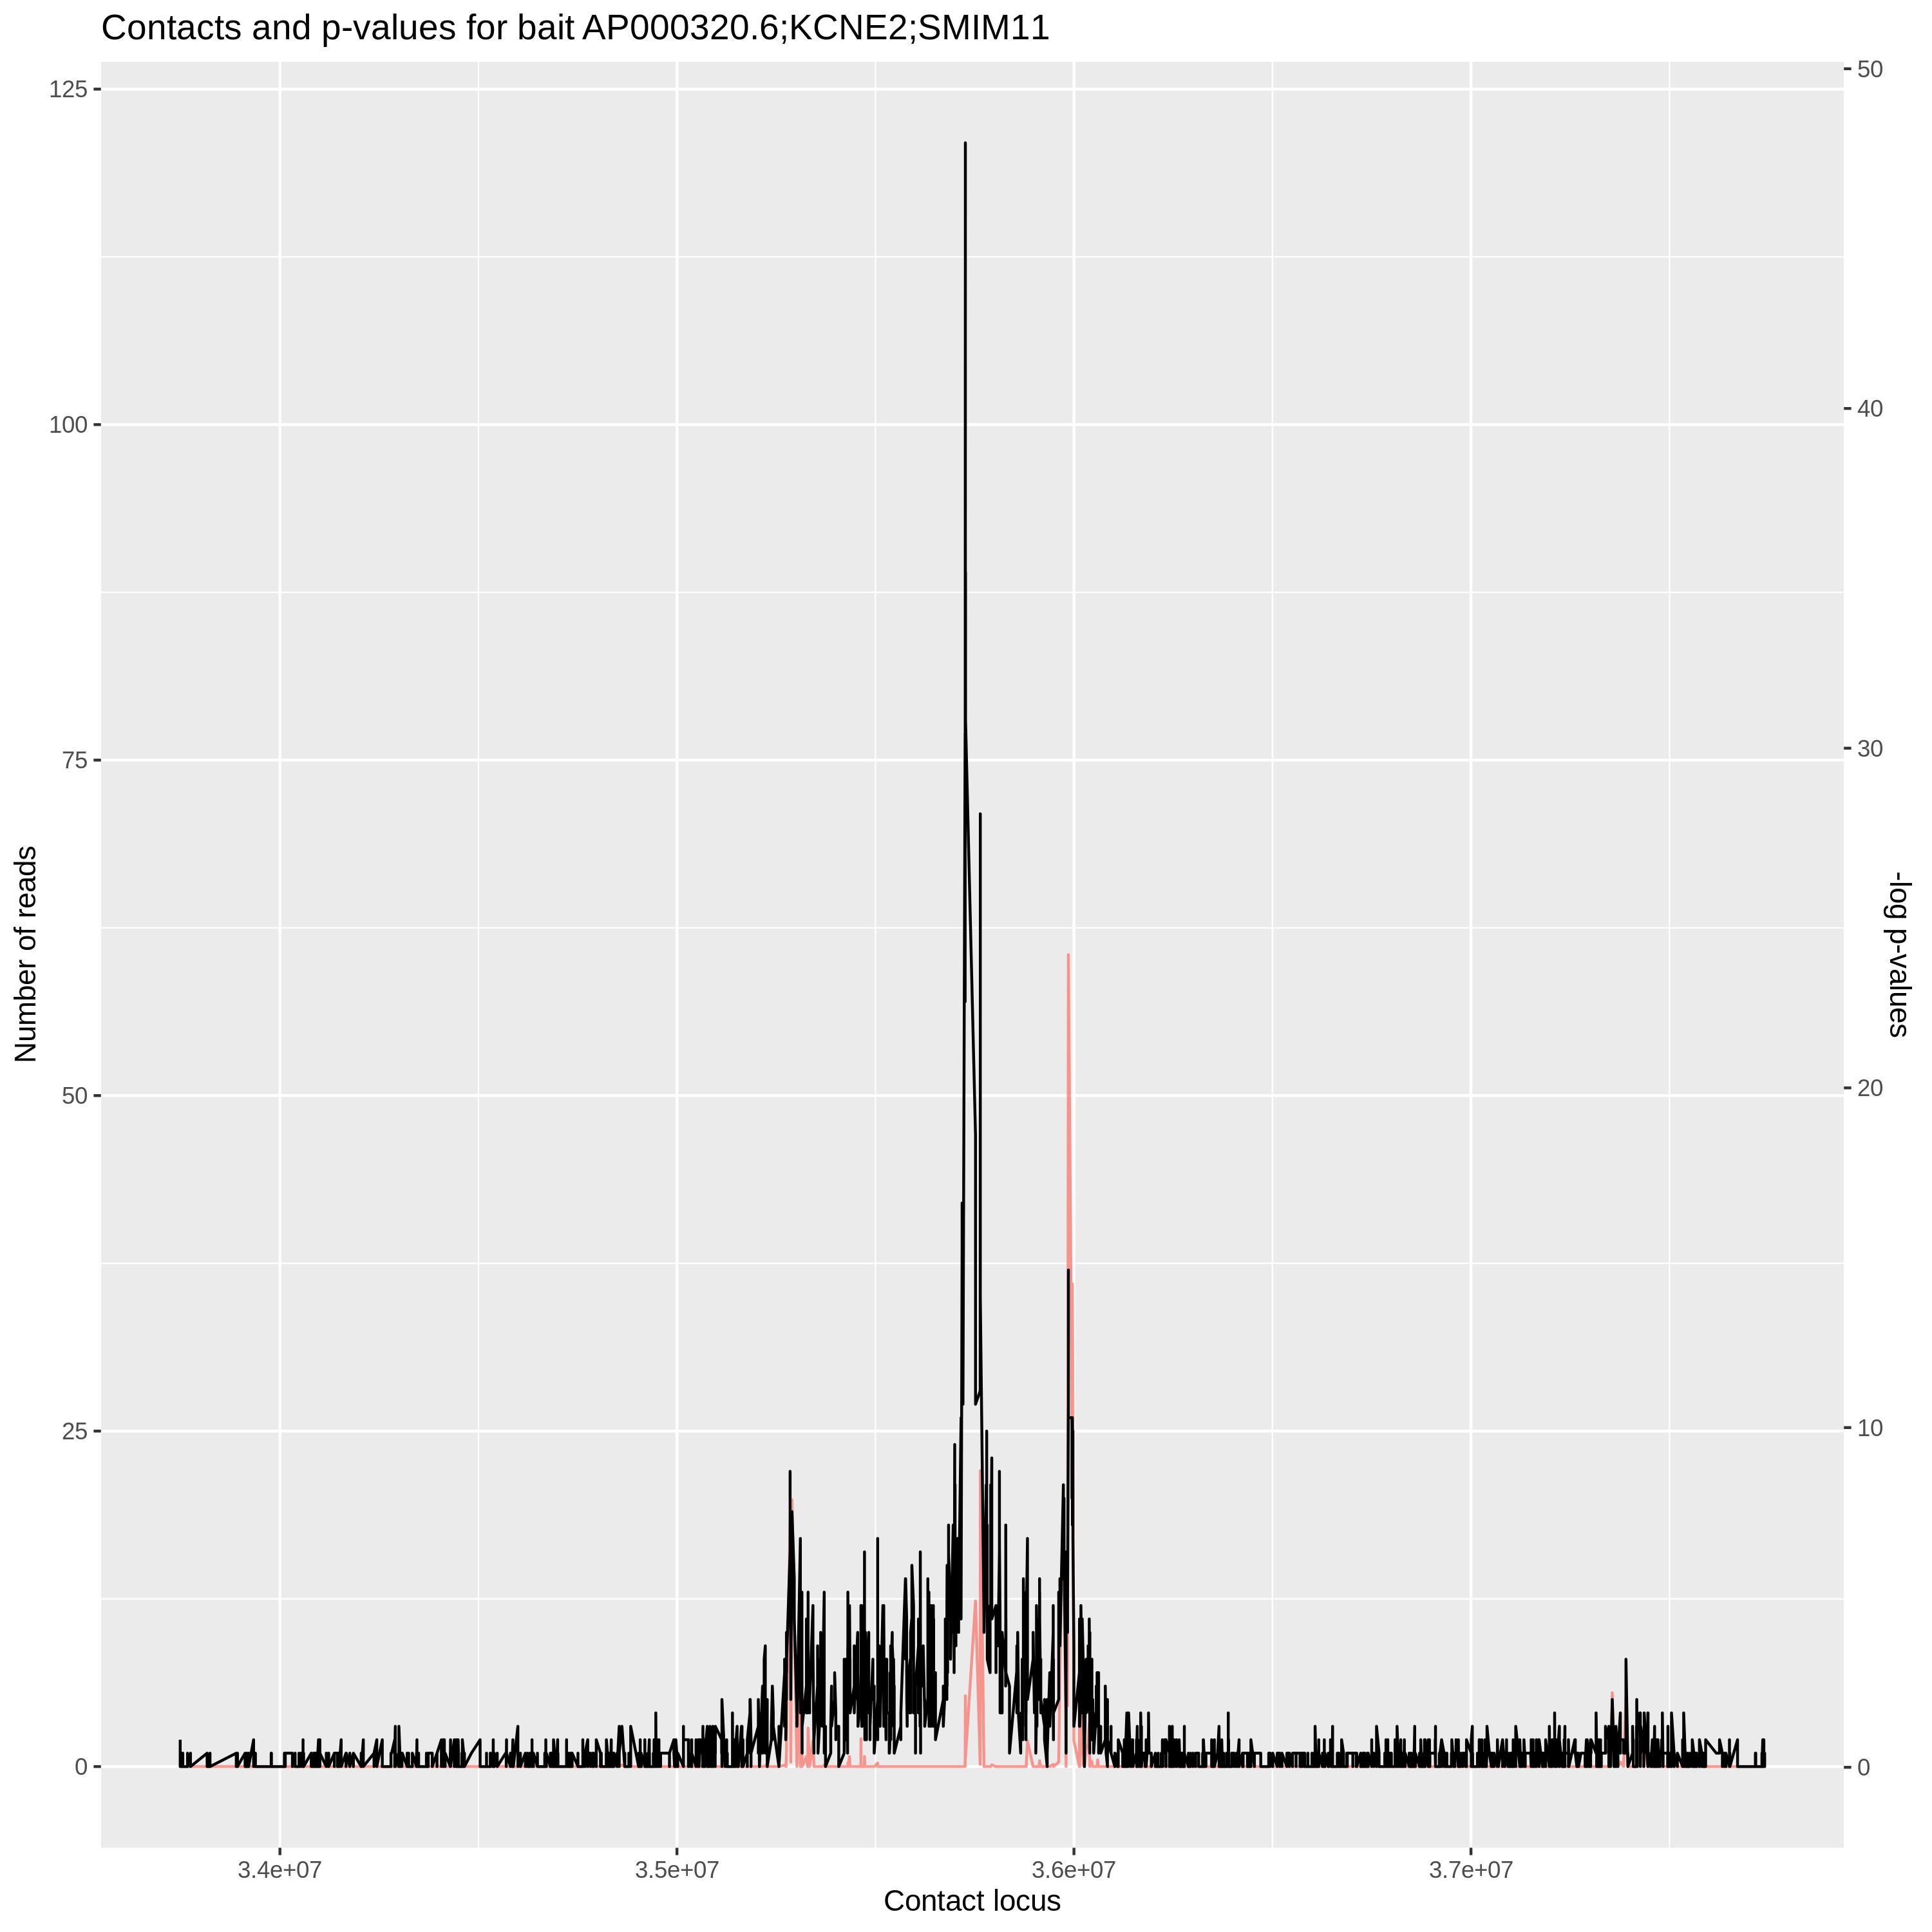 Contacts and p-values for bait AP000320.6;KCNE2;SMIM11
125
100
75
50
25
0
Number of reads
50
40
30
20
10
0
-log p-values
3.4e+07 3.5e+07 3.6e+07 3.7e+07
Contact locus